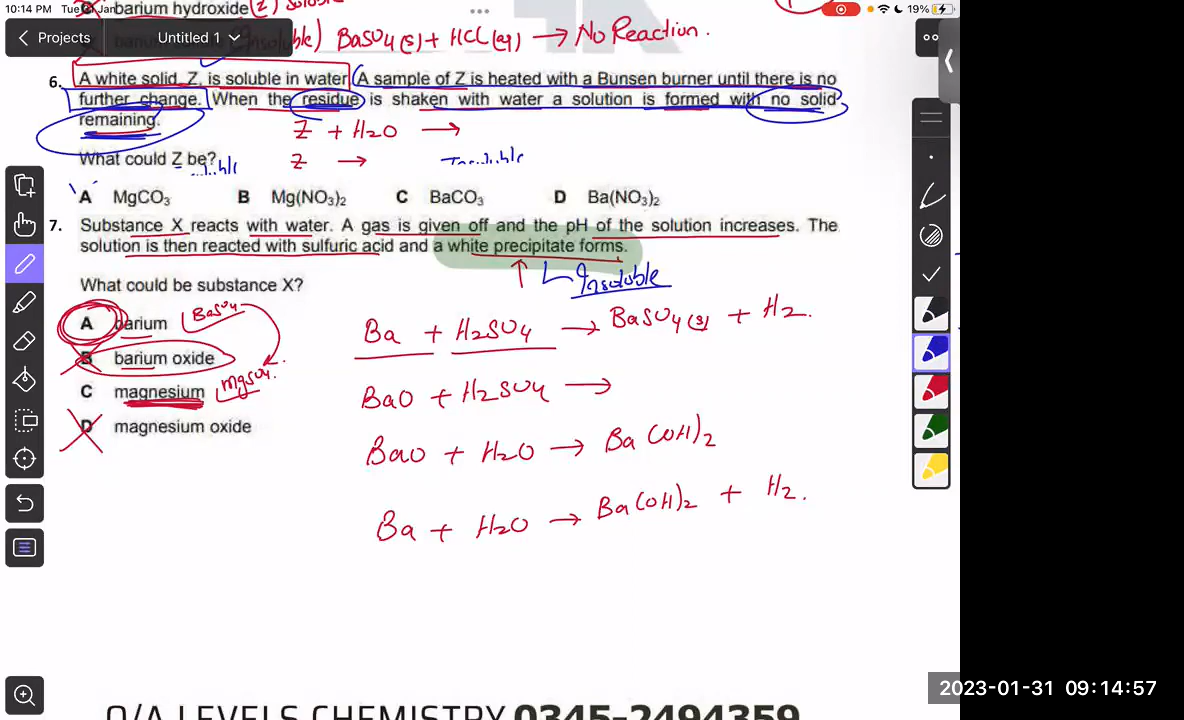 10:14 PM Tue Jan
19%
Projects
Untitled 1
barium hydroxide
BaSO4(s) + HCl(aq) → No Reaction.
6. A white solid, Z, is soluble in water. A sample of Z is heated with a Bunsen burner until there is no
further change. When the residue is shaken with water a solution is formed with no solid
remaining.
Z + H2O →
What could Z be?
Z →
A MgCO3 B Mg(NO3)2 C BaCO3 D Ba(NO3)2
7. Substance X reacts with water. A gas is given off and the pH of the solution increases. The
solution is then reacted with sulfuric acid and a white precipitate forms.
Insoluble
What could be substance X?
A barium BaSO4
Ba + H2SO4 → BaSO4(s) + H2.
B barium oxide
C magnesium MgSO4.
BaO + H2SO4 →
D magnesium oxide
BaO + H2O → Ba(OH)2
Ba + H2O → Ba(OH)2 + H2.
2023-01-31 09:14:57
O/A LEVELS CHEMISTRY 0345-2494359